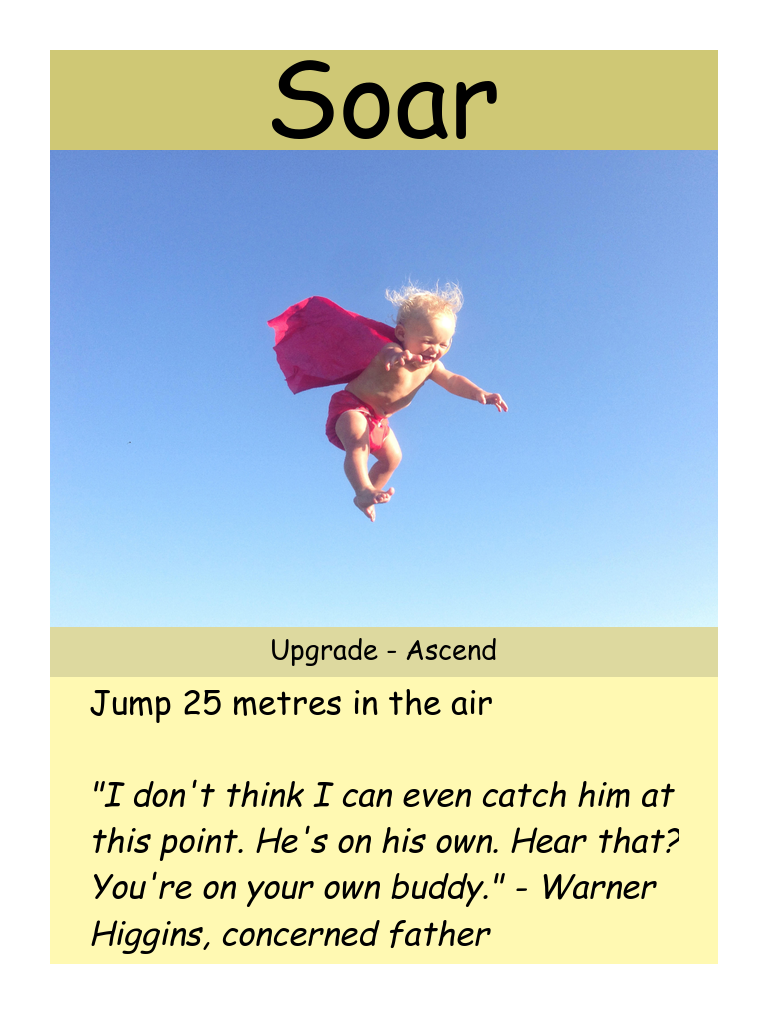 Soar
Upgrade - Ascend
Jump 25 metres in the air
"I don't think I can even catch him at
this point. He's on his own. Hear that?
You're on your own buddy." - Warner
Higgins, concerned father